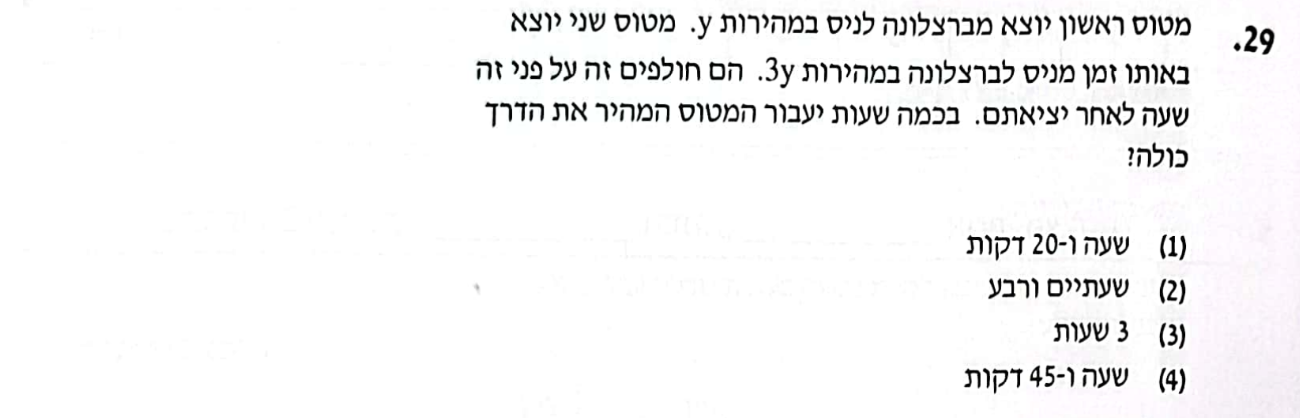 29. מטוס ראשון יוצא מברצלונה לניס במהירות y. מטוס שני יוצא
באותו זמן מניס לברצלונה במהירות 3y. הם חולפים זה על פני זה
שעה לאחר יציאתם. בכמה שעות יעבור המטוס המהיר את הדרך
כולה?
(1) שעה ו-20 דקות
(2) שעתיים ורבע
(3) 3 שעות
(4) שעה ו-45 דקות